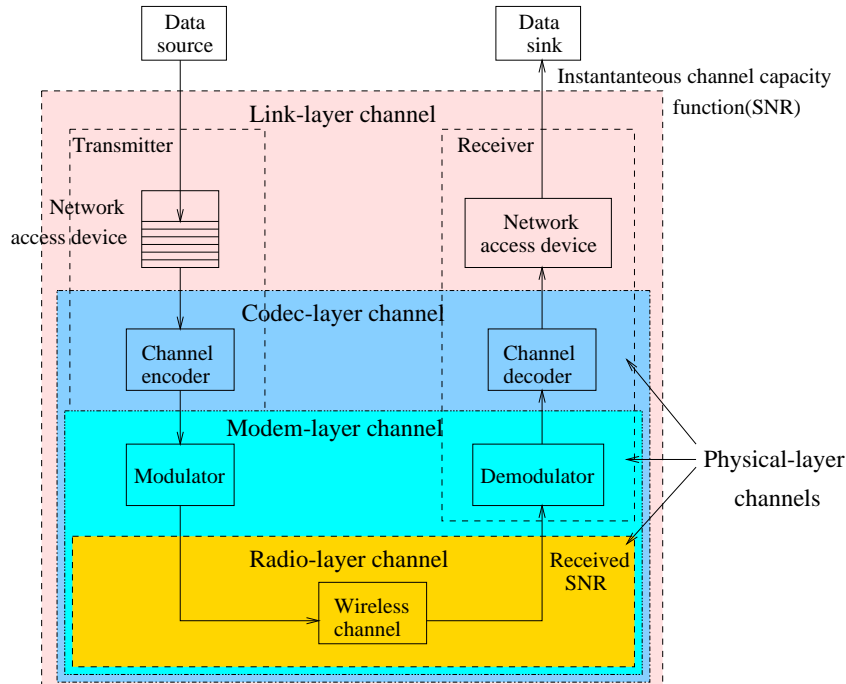 Data
source
Data
sink
Instantanteous channel capacity
function(SNR)
Link-layer channel
Transmitter
Receiver
Network
access device
Network
access device
Codec-layer channel
Channel
encoder
Channel
decoder
Modem-layer channel
Modulator
Demodulator
Physical-layer
channels
Radio-layer channel
Received
SNR
Wireless
channel